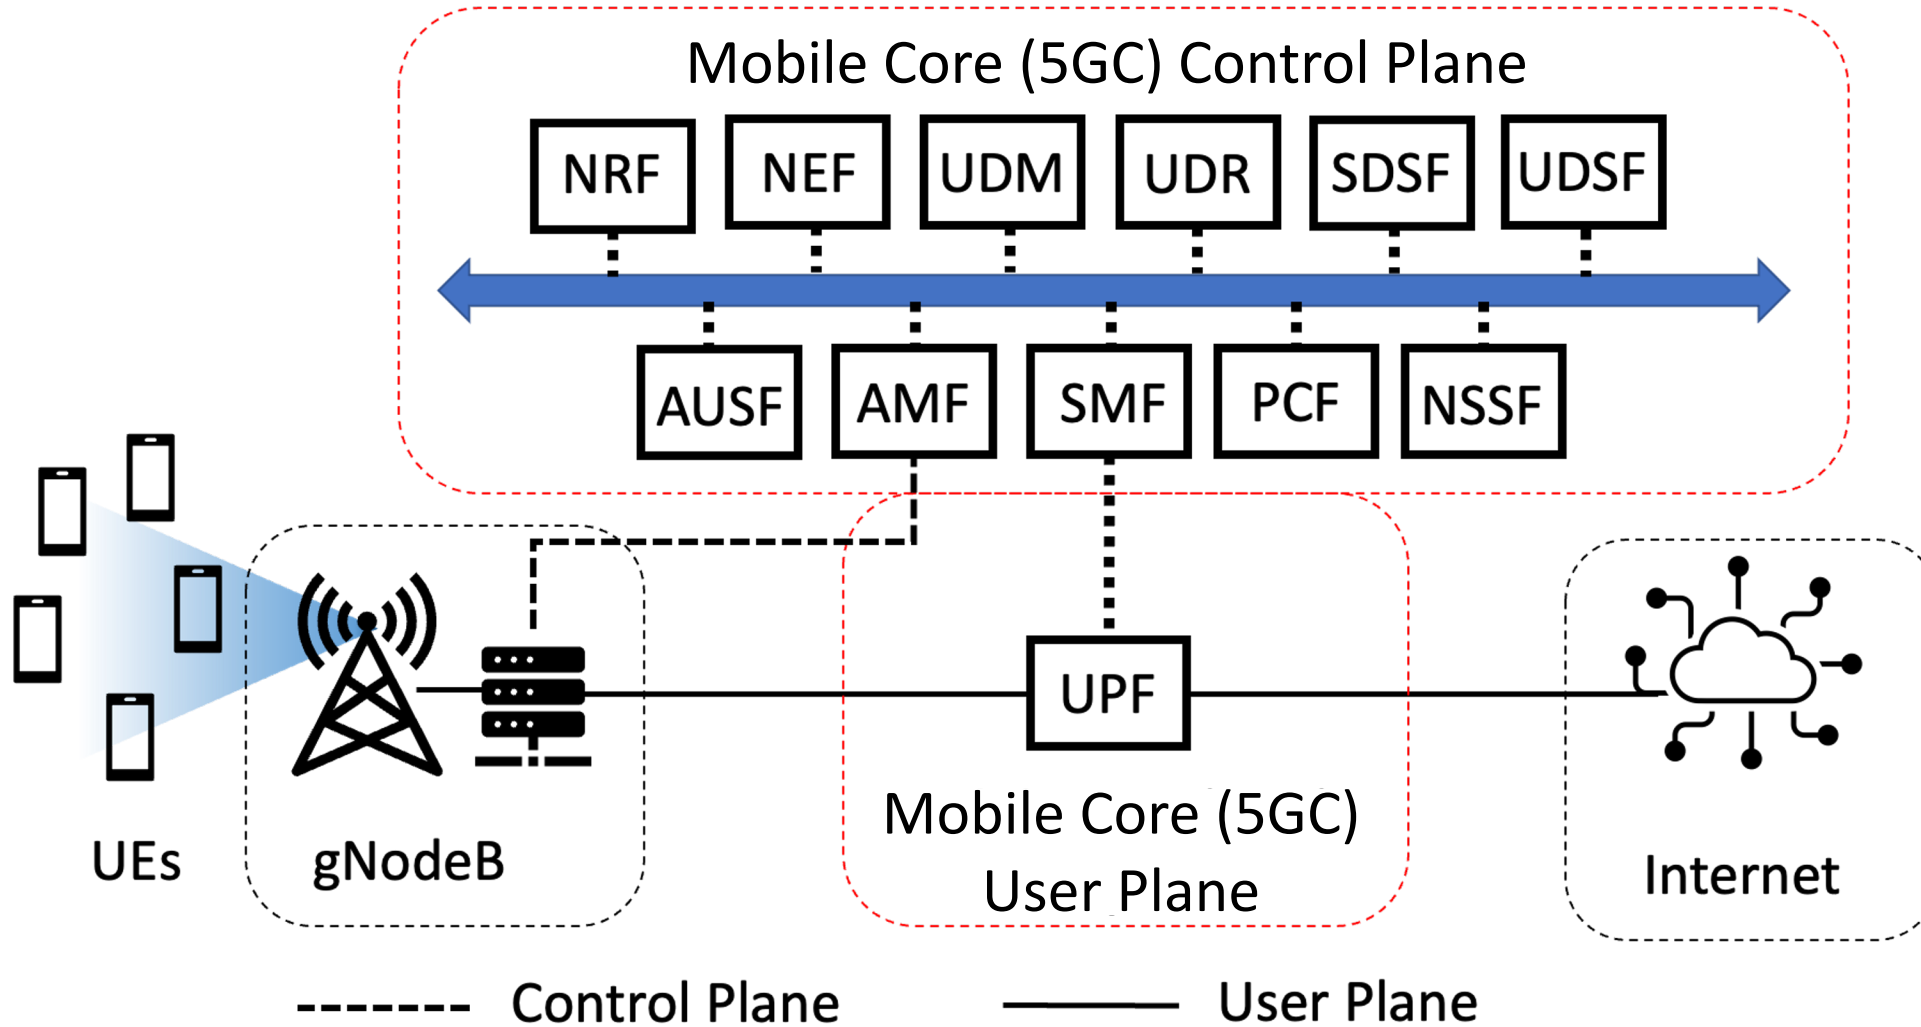 Mobile Core (5GC) Control Plane
NRF
NEF
UDM
UDR
SDSF
UDSF
AUSF
AMF
SMF
PCF
NSSF
UPF
Mobile Core (5GC)
User Plane
UEs
gNodeB
Internet
Control Plane
User Plane